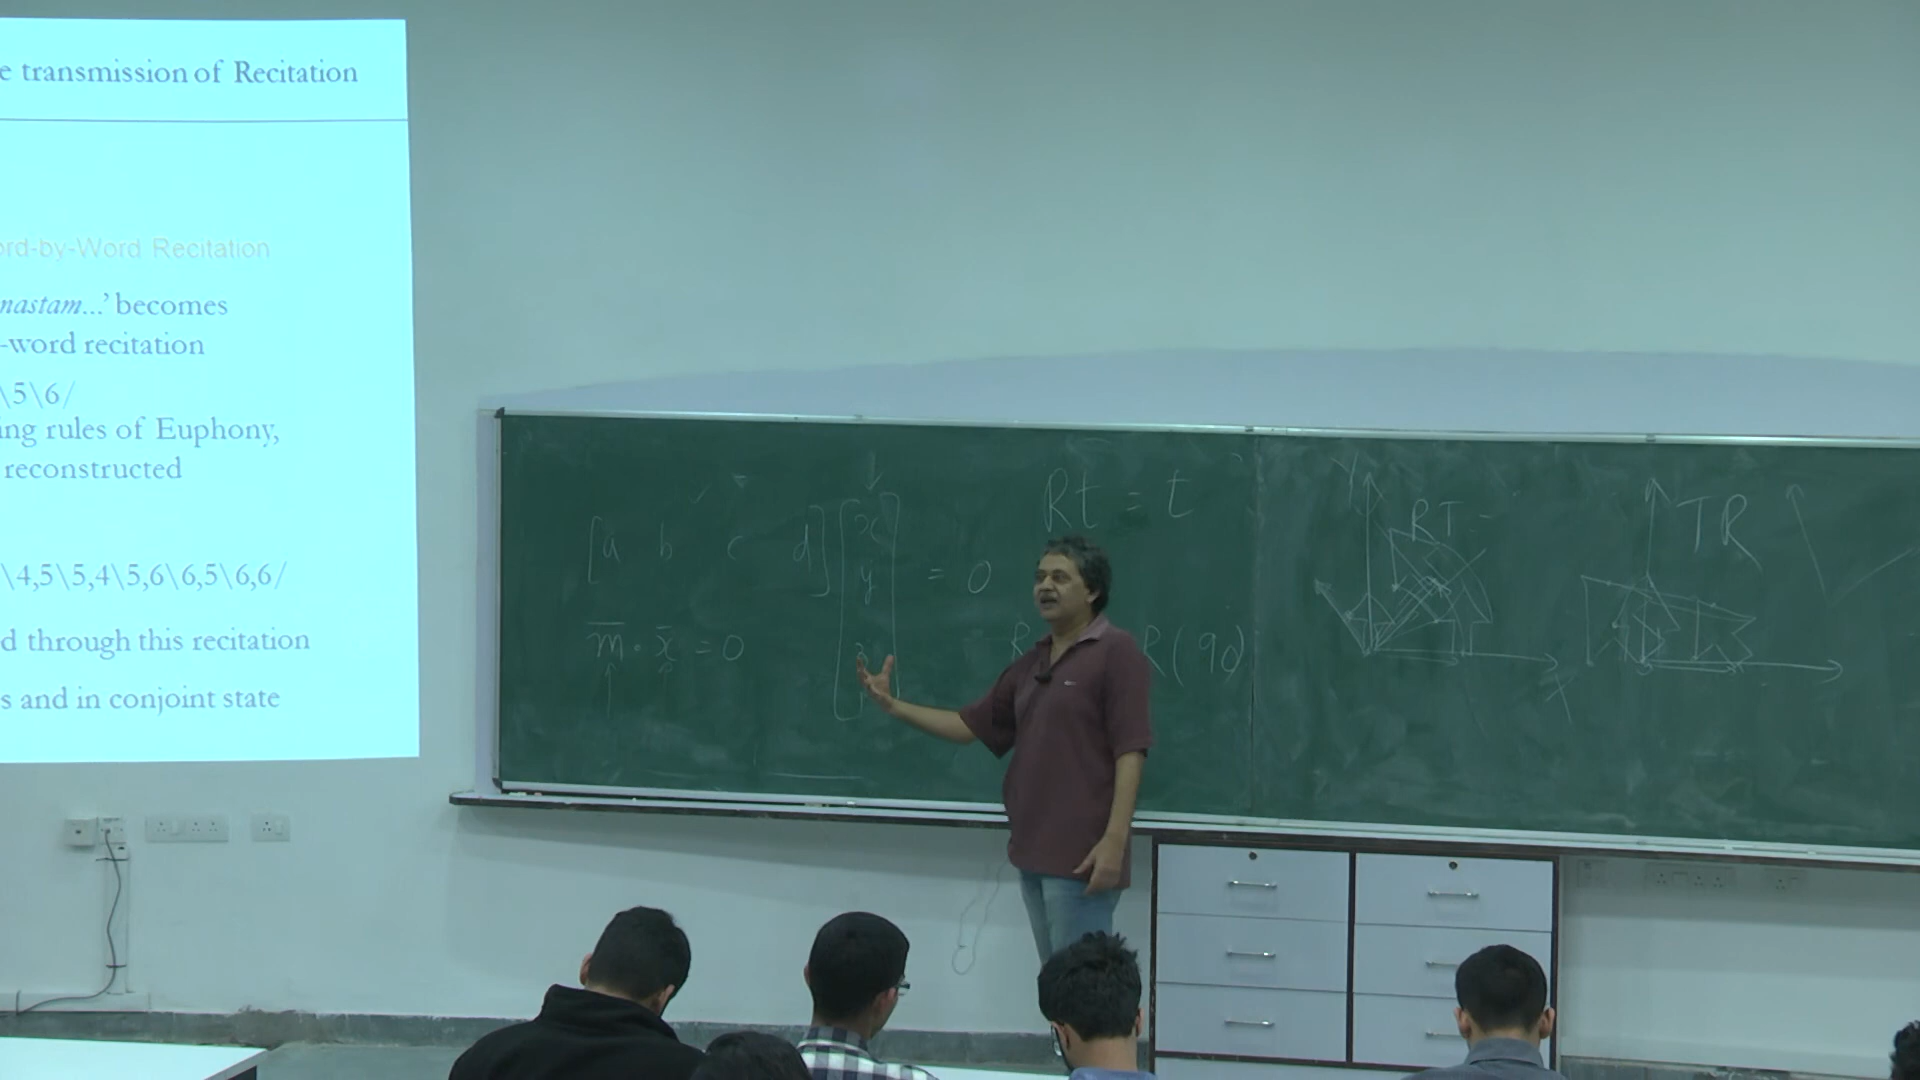 e transmission of Recitation
ord-by-Word Recitation
nastam...’ becomes
-word recitation
\5\6/
ing rules of Euphony,
reconstructed
\4,5\5,4\5,6\6,5\6,6/
d through this recitation
s and in conjoint state
[a b c d] [x
y
= 0
m · x = 0
Rt = t
R(90)
Y
RT
X
TR